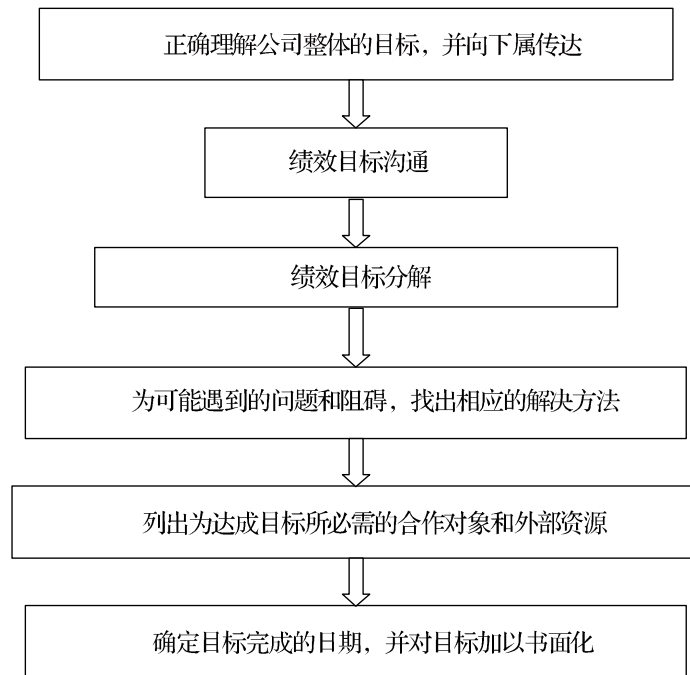 正确理解公司整体的目标，并向下属传达
绩效目标沟通
绩效目标分解
为可能遇到的问题和阻碍，找出相应的解决方法
列出为达成目标所必需的合作对象和外部资源
确定目标完成的日期，并对目标加以书面化